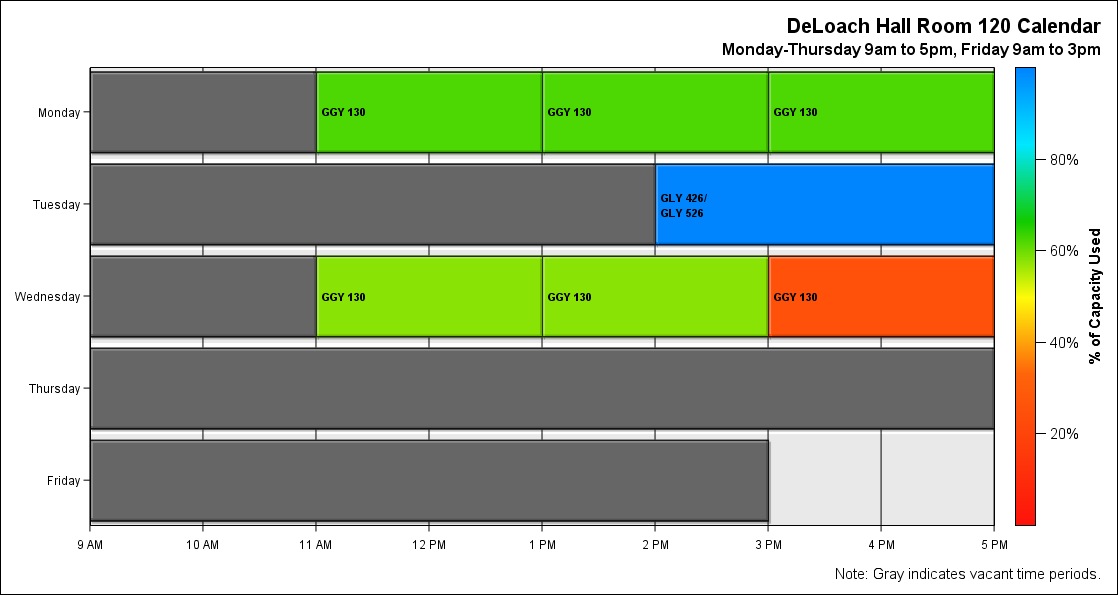 DeLoach Hall Room 120 Calendar
Monday-Thursday 9am to 5pm, Friday 9am to 3pm
Monday
GGY 130
GGY 130
GGY 130
Tuesday
GLY 426/
GLY 526
Wednesday
GGY 130
GGY 130
GGY 130
Thursday
Friday
9 AM
10 AM
11 AM
12 PM
1 PM
2 PM
3 PM
4 PM
5 PM
80%
60%
40%
20%
% of Capacity Used
Note: Gray indicates vacant time periods.